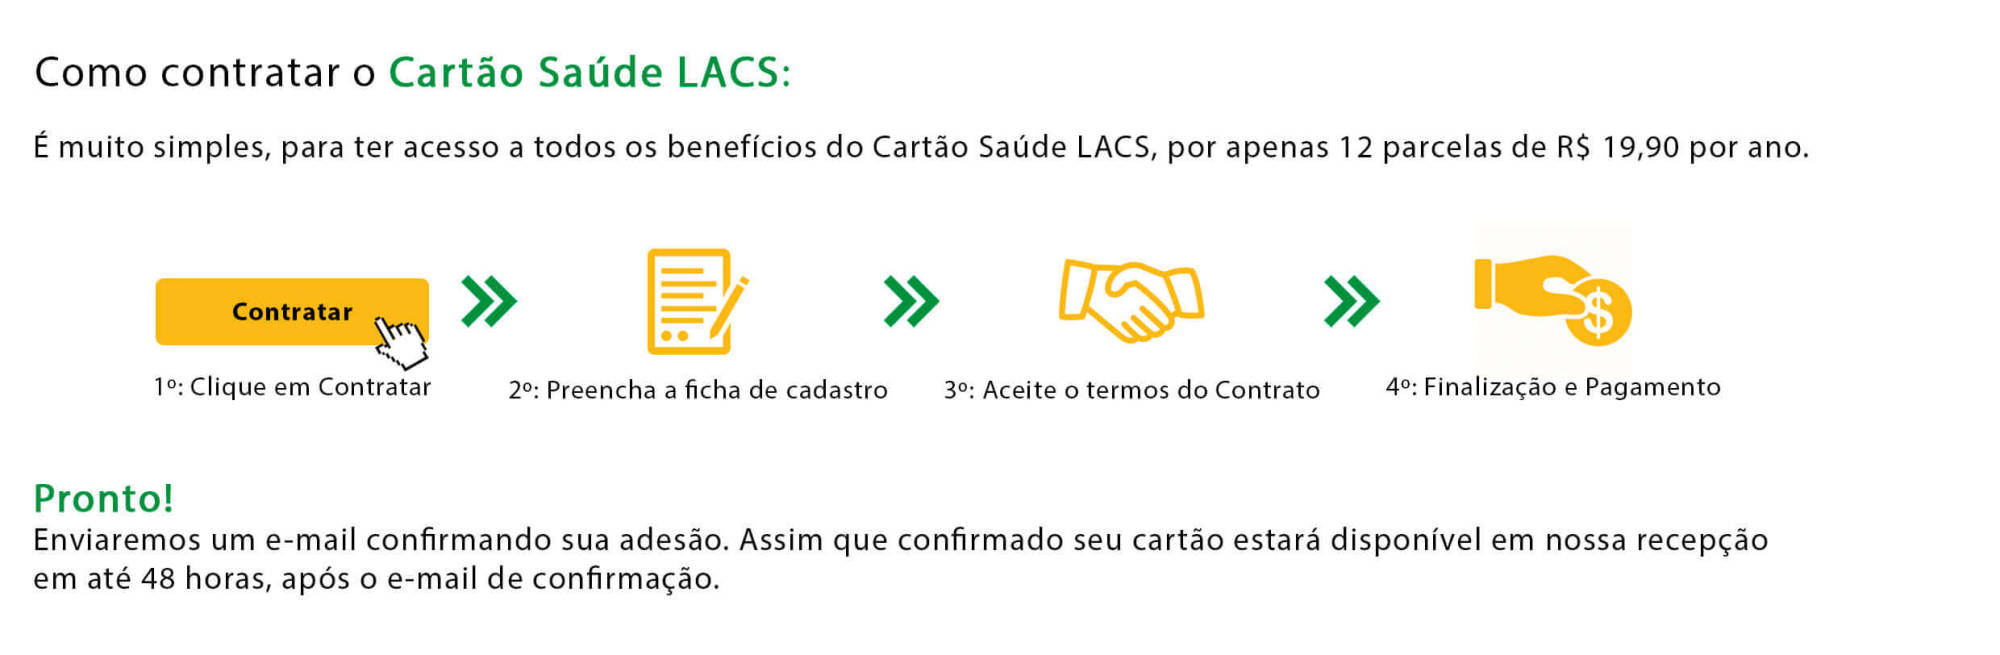 Como contratar o Cartão Saúde LACS:
É muito simples, para ter acesso a todos os benefícios do Cartão Saúde LACS, por apenas 12 parcelas de R$ 19,90 por ano.
Contratar
$
1º: Clique em Contratar
2º: Preencha a ficha de cadastro
3º: Aceite o termos do Contrato
4º: Finalização e Pagamento
Pronto!
Enviaremos um e-mail confirmando sua adesão. Assim que confirmado seu cartão estará disponível em nossa recepção
em até 48 horas, após o e-mail de confirmação.